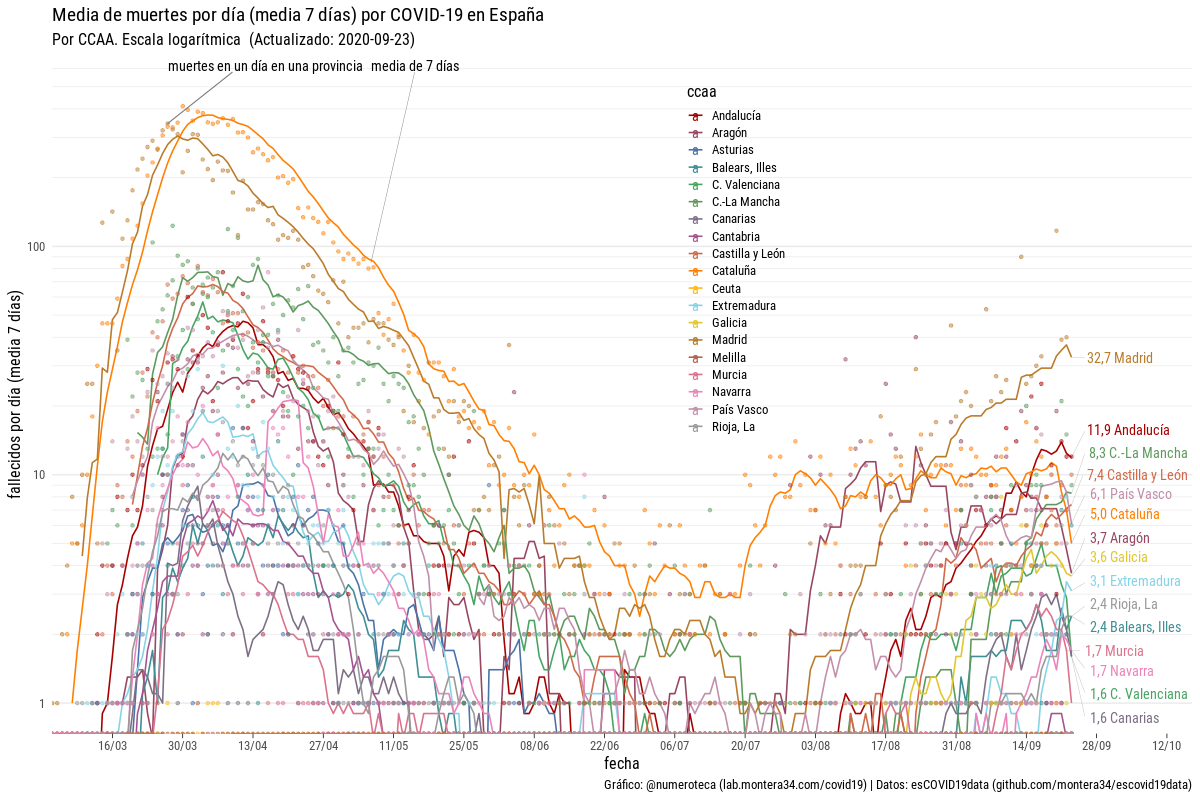 Media de muertes por día (media 7 días) por COVID-19 en España
Por CCAA. Escala logarítmica (Actualizado: 2020-09-23)
muertes en un día en una provincia media de 7 días
ccaa
Andalucía
Aragón
Asturias
Balears, Illes
C. Valenciana
C.-La Mancha
Canarias
Cantabria
Castilla y León
Cataluña
Ceuta
Extremadura
Galicia
Madrid
Melilla
Murcia
Navarra
País Vasco
Rioja, La
fallecidos por día (media 7 días)
100
10
1
32,7 Madrid
11,9 Andalucía
8,3 C.-La Mancha
7,4 Castilla y León
6,1 País Vasco
5,0 Cataluña
3,7 Aragón
3,6 Galicia
3,1 Extremadura
2,4 Rioja, La
2,4 Balears, Illes
1,7 Murcia
1,7 Navarra
1,6 C. Valenciana
1,6 Canarias
16/03 30/03 13/04 27/04 11/05 25/05 08/06 22/06 06/07 20/07 03/08 17/08 31/08 14/09 28/09 12/10
fecha
Gráfico: @numeroteca (lab.montera34.com/covid19) | Datos: esCOVID19data (github.com/montera34/escovid19data)